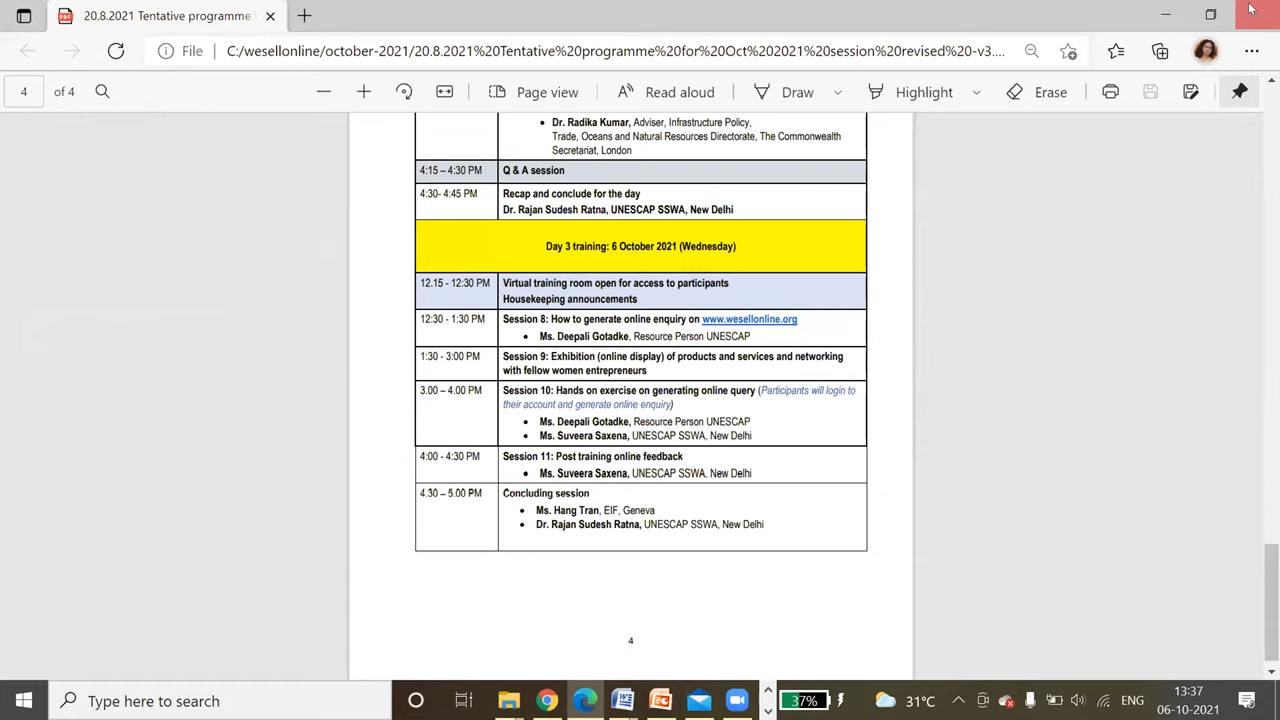 20.8.2021 Tentative programme
File
C:/wesellonline/october-2021/20.8.2021%20Tentative%20programme%20for%20Oct%202021%20session%20revised%20-v3....
4
of 4
Page view
Read aloud
Draw
Highlight
Erase
• Dr. Radika Kumar, Adviser, Infrastructure Policy,
Trade, Oceans and Natural Resources Directorate, The Commonwealth
Secretariat, London
4:15 – 4:30 PM Q & A session
4:30- 4:45 PM Recap and conclude for the day
Dr. Rajan Sudesh Ratna, UNESCAP SSWA, New Delhi
Day 3 training: 6 October 2021 (Wednesday)
12.15 - 12:30 PM Virtual training room open for access to participants
Housekeeping announcements
12:30 - 1:30 PM Session 8: How to generate online enquiry on www.wesellonline.org
• Ms. Deepali Gotadke, Resource Person UNESCAP
1:30 - 3:00 PM Session 9: Exhibition (online display) of products and services and networking
with fellow women entrepreneurs
3.00 – 4.00 PM Session 10: Hands on exercise on generating online query (Participants will login to
their account and generate online enquiry)
• Ms. Deepali Gotadke, Resource Person UNESCAP
• Ms. Suveera Saxena, UNESCAP SSWA, New Delhi
4:00 - 4:30 PM Session 11: Post training online feedback
• Ms. Suveera Saxena, UNESCAP SSWA, New Delhi
4.30 – 5.00 PM Concluding session
• Ms. Hang Tran, EIF, Geneva
• Dr. Rajan Sudesh Ratna, UNESCAP SSWA, New Delhi
4
Type here to search
37%
31°C
ENG
13:37
06-10-2021